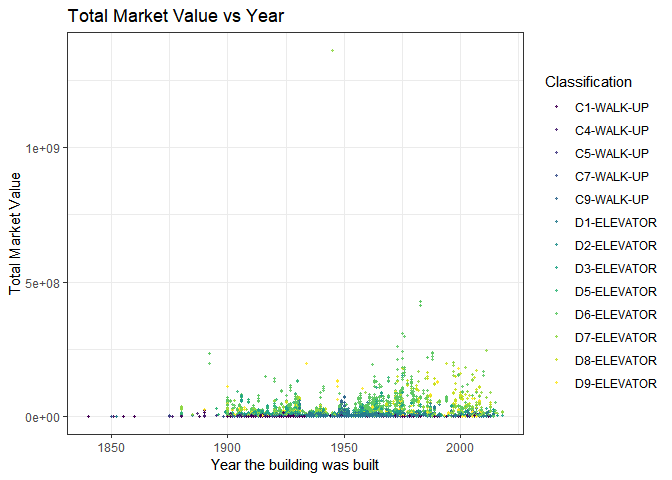 Total Market Value vs Year
Total Market Value
1e+09
5e+08
0e+00
1850
1900
1950
2000
Year the building was built
Classification
C1-WALK-UP
C4-WALK-UP
C5-WALK-UP
C7-WALK-UP
C9-WALK-UP
D1-ELEVATOR
D2-ELEVATOR
D3-ELEVATOR
D5-ELEVATOR
D6-ELEVATOR
D7-ELEVATOR
D8-ELEVATOR
D9-ELEVATOR